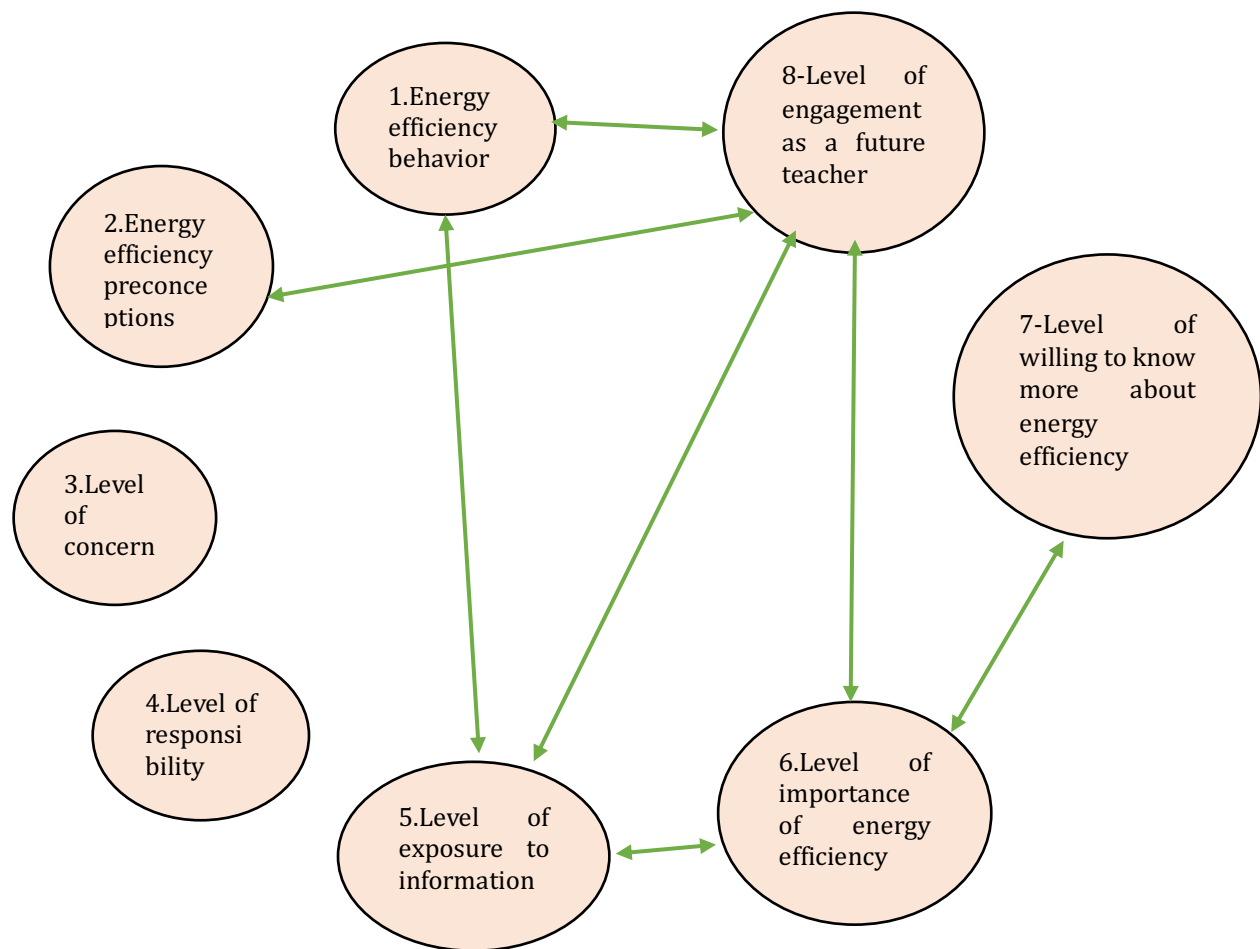 1.Energy
efficiency
behavior
8-Level of
engagement
as a future
teacher
2.Energy
efficiency
preconce
ptions
7-Level of
willing to know
more about
energy
efficiency
3.Level
of
concern
4.Level of
responsi
bility
5.Level of
exposure to
information
6.Level of
importance
of energy
efficiency